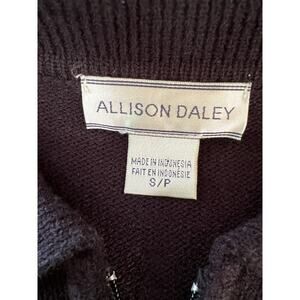 ALLISON DALEY
MADE IN INDONESIA
FAIT EN INDONÉSIE
S/P